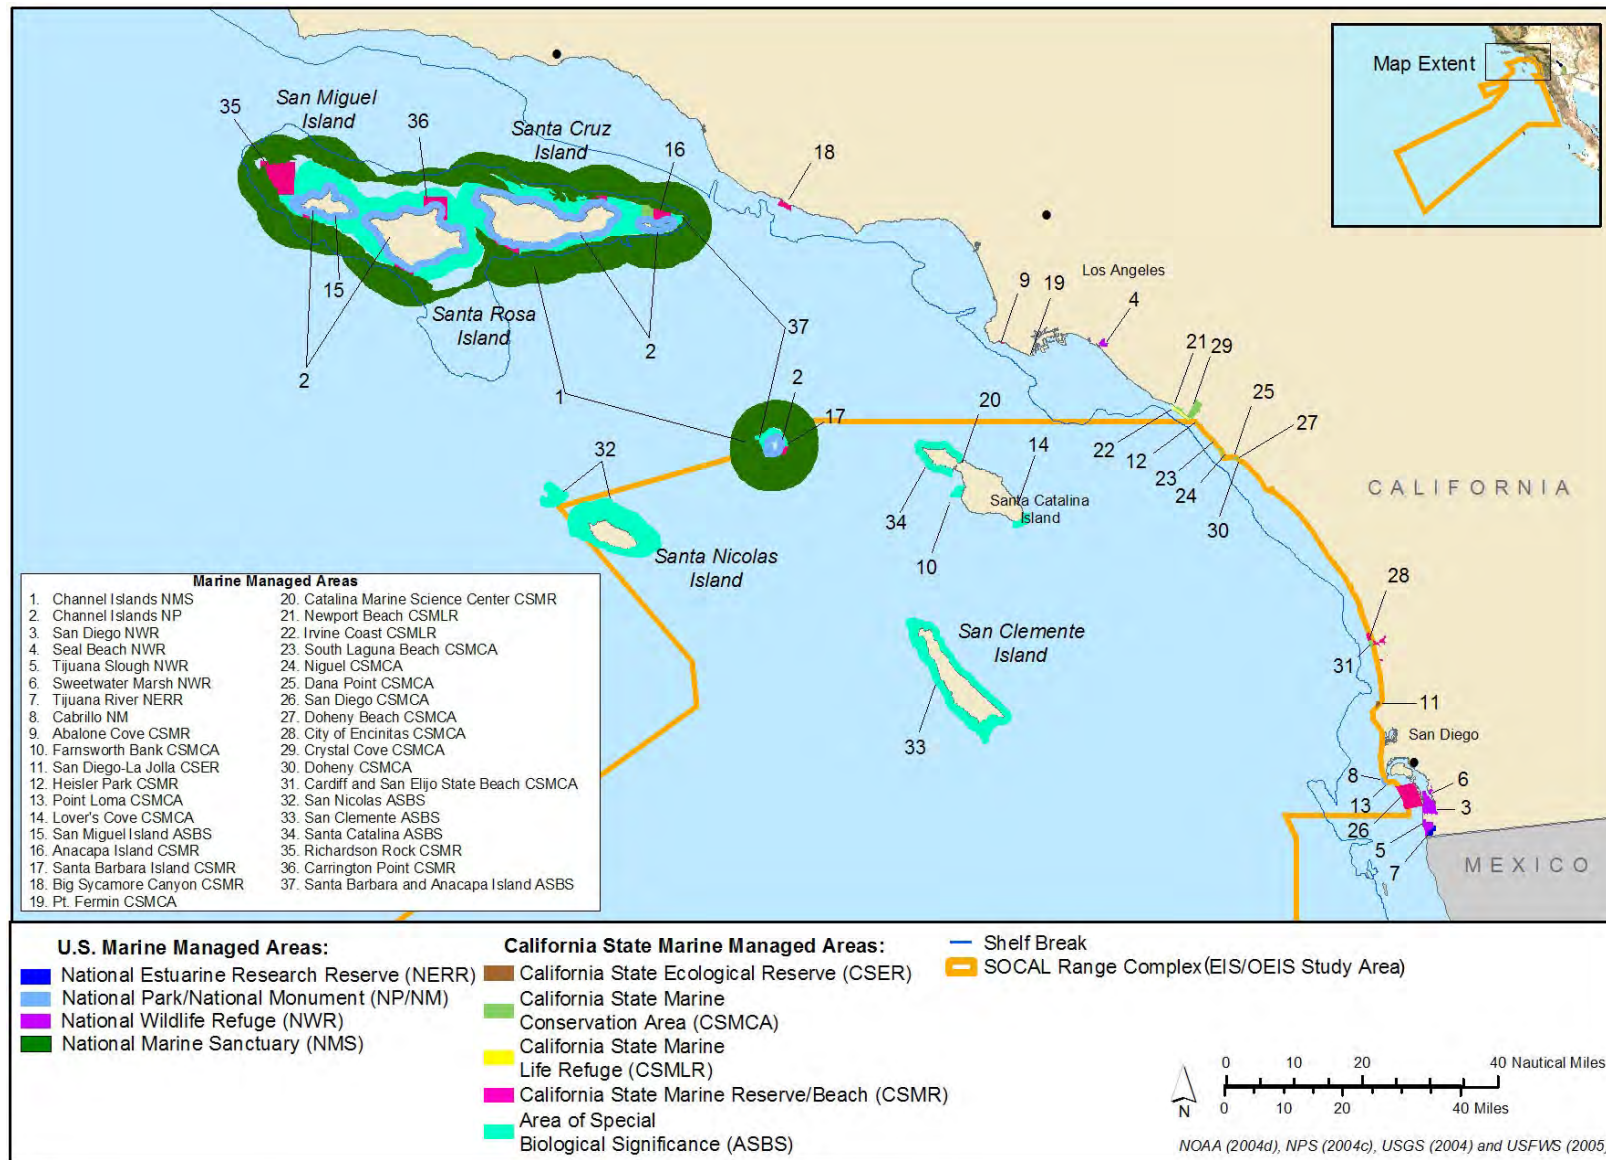 Map Extent
35
San Miguel
Island
36
Santa Cruz
Island
16
18
15
Santa Rosa
Island
2
2
37
1
2
17
9
19
Los Angeles
4
21
29
25
27
22
12
23
24
30
20
14
Santa Catalina
Island
34
10
32
Santa Nicolas
Island
San Clemente
Island
33
CALIFORNIA
28
31
11
San Diego
8
13
26
6
3
5
7
MEXICO
Marine Managed Areas
1. Channel Islands NMS
2. Channel Islands NP
3. San Diego NWR
4. Seal Beach NWR
5. Tijuana Slough NWR
6. Sweetwater Marsh NWR
7. Tijuana River NERR
8. Cabrillo NM
9. Abalone Cove CSMR
10. Farnsworth Bank CSMCA
11. San Diego-La Jolla CSER
12. Heisler Park CSMR
13. Point Loma CSMCA
14. Lover's Cove CSMCA
15. San Miguel Island ASBS
16. Anacapa Island CSMR
17. Santa Barbara Island CSMR
18. Big Sycamore Canyon CSMR
19. Pt. Fermin CSMCA
20. Catalina Marine Science Center CSMR
21. Newport Beach CSMLR
22. Irvine Coast CSMLR
23. South Laguna Beach CSMCA
24. Niguel CSMCA
25. Dana Point CSMCA
26. San Diego CSMCA
27. Doheny Beach CSMCA
28. City of Encinitas CSMCA
29. Crystal Cove CSMCA
30. Doheny CSMCA
31. Cardiff and San Elijo State Beach CSMCA
32. San Nicolas ASBS
33. San Clemente ASBS
34. Santa Catalina ASBS
35. Richardson Rock CSMR
36. Carrington Point CSMR
37. Santa Barbara and Anacapa Island ASBS
U.S. Marine Managed Areas:
National Estuarine Research Reserve (NERR)
National Park/National Monument (NP/NM)
National Wildlife Refuge (NWR)
National Marine Sanctuary (NMS)
California State Marine Managed Areas:
California State Ecological Reserve (CSER)
California State Marine
Conservation Area (CSMCA)
California State Marine
Life Refuge (CSMLR)
California State Marine Reserve/Beach (CSMR)
Area of Special
Biological Significance (ASBS)
Shelf Break
SOCAL Range Complex(EIS/OEIS Study Area)
N
0 10 20 40 Nautical Miles
0 10 20 40 Miles
NOAA (2004d), NPS (2004c), USGS (2004) and USFWS (2005)